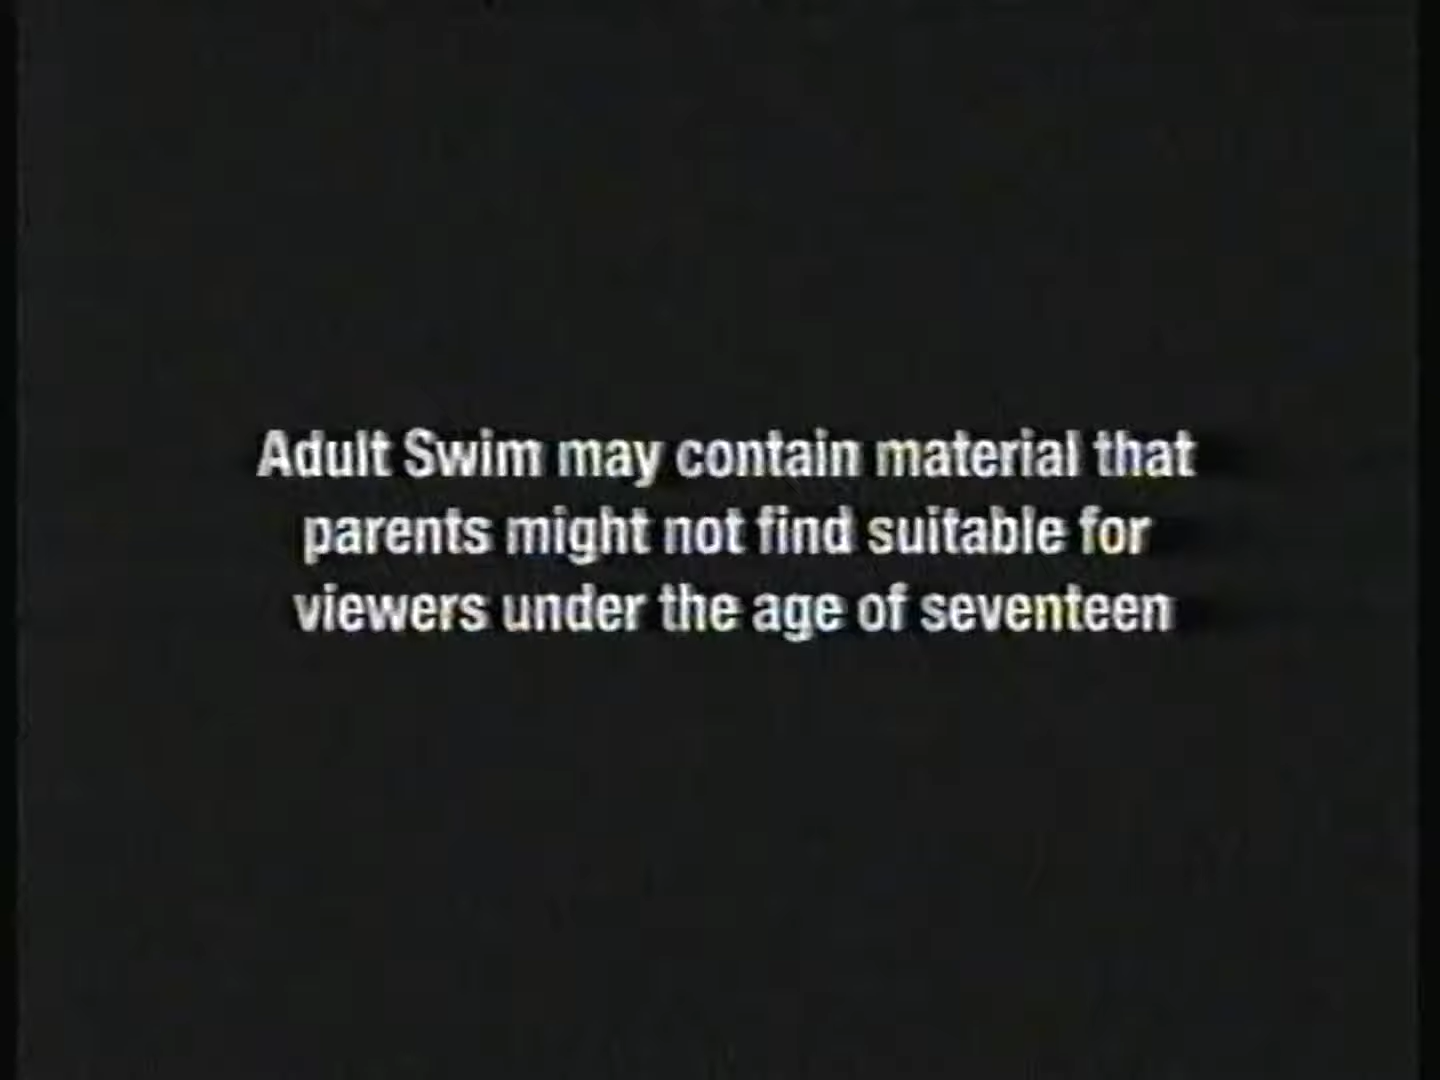 Adult Swim may contain material that
parents might not find suitable for
viewers under the age of seventeen